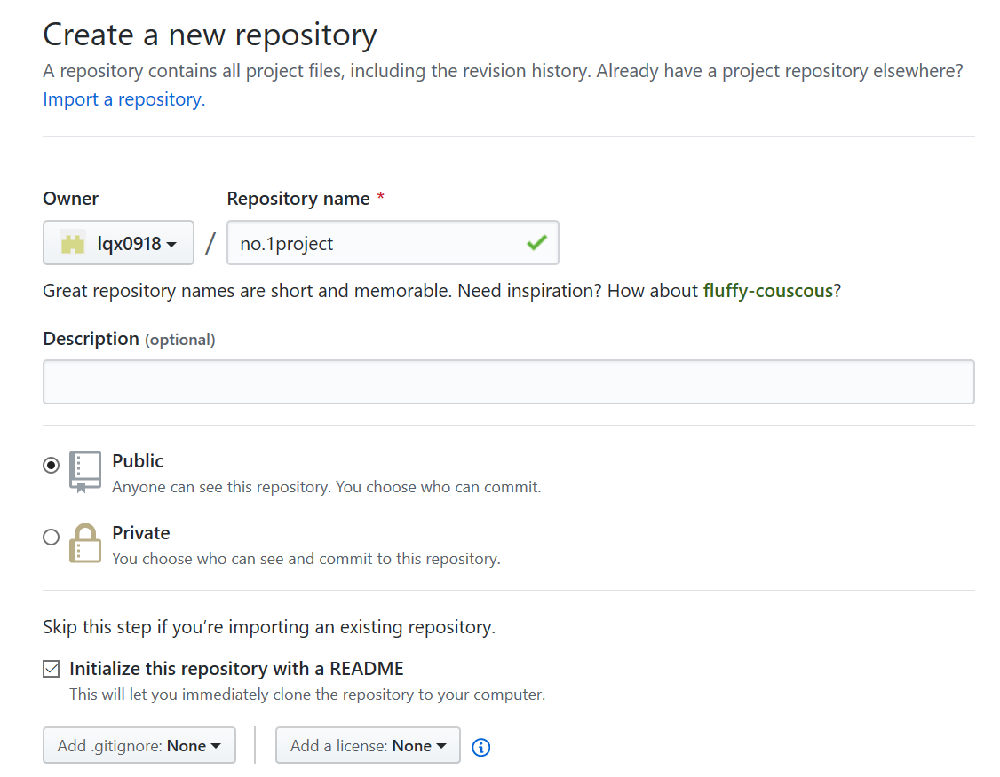 Create a new repository
A repository contains all project files, including the revision history. Already have a project repository elsewhere?
Import a repository.
Owner
Repository name *
lqx0918
/
no.1project
Great repository names are short and memorable. Need inspiration? How about fluffy-couscous?
Description (optional)
Public
Anyone can see this repository. You choose who can commit.
Private
You choose who can see and commit to this repository.
Skip this step if you’re importing an existing repository.
Initialize this repository with a README
This will let you immediately clone the repository to your computer.
Add .gitignore: None
Add a license: None